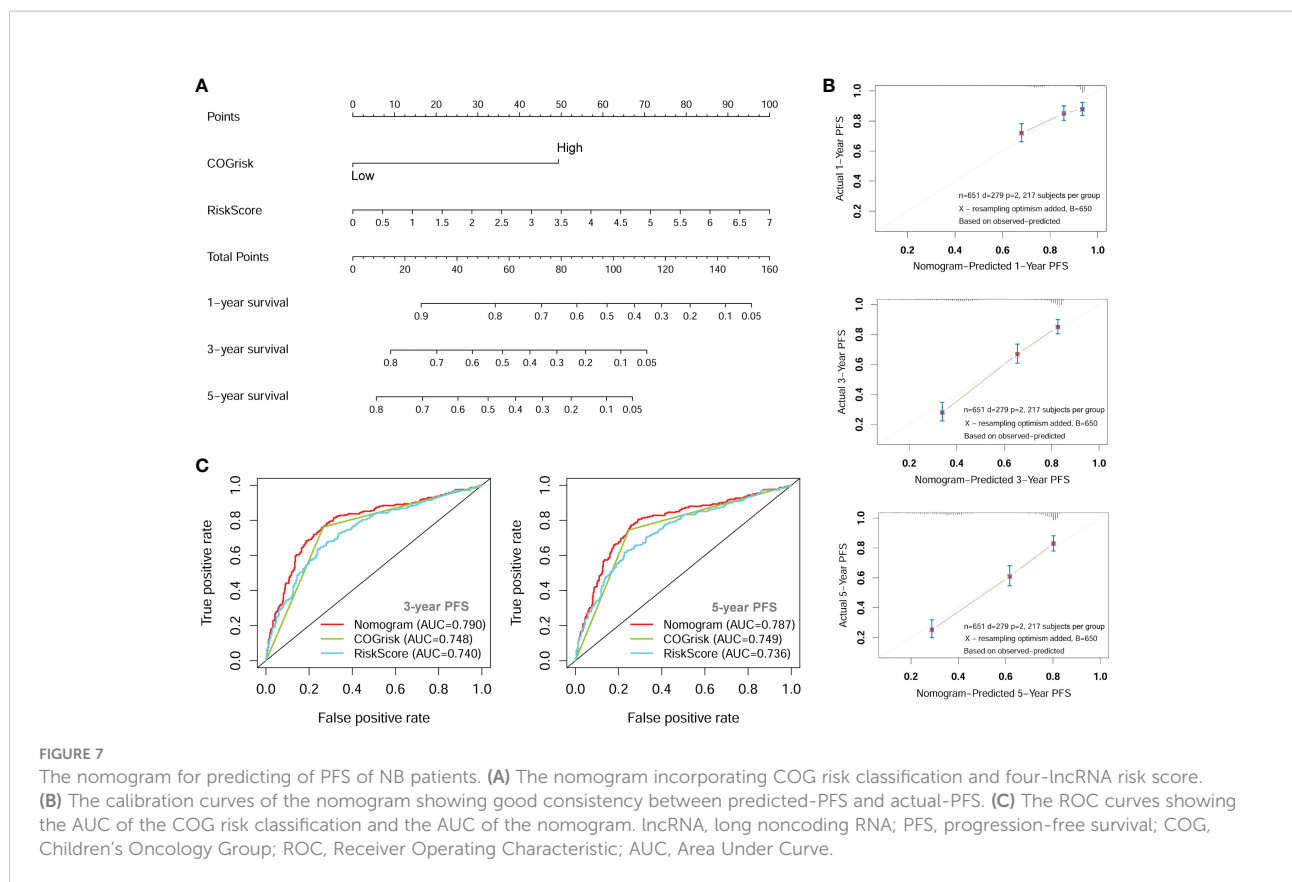 A
Points
0 10 20 30 40 50 60 70 80 90 100
COGrisk
High
Low
RiskScore
0 0.5 1 1.5 2 2.5 3 3.5 4 4.5 5 5.5 6 6.5 7
Total Points
0 20 40 60 80 100 120 140 160
1−year survival
0.9 0.8 0.7 0.6 0.5 0.4 0.3 0.2 0.1 0.05
3−year survival
0.8 0.7 0.6 0.5 0.4 0.3 0.2 0.1 0.05
5−year survival
0.8 0.7 0.6 0.5 0.4 0.3 0.2 0.1 0.05
B
Actual 1−Year PFS
1.0
0.8
0.6
0.4
0.2
n=651 d=279 p=2, 217 subjects per group
X − resampling optimism added, B=650
Based on observed−predicted
0.2 0.4 0.6 0.8 1.0
Nomogram−Predicted 1−Year PFS
Actual 3−Year PFS
1.0
0.8
0.6
0.4
0.2
n=651 d=279 p=2, 217 subjects per group
X − resampling optimism added, B=650
Based on observed−predicted
0.2 0.4 0.6 0.8 1.0
Nomogram−Predicted 3−Year PFS
Actual 5−Year PFS
1.0
0.8
0.6
0.4
0.2
n=651 d=279 p=2, 217 subjects per group
X − resampling optimism added, B=650
Based on observed−predicted
0.2 0.4 0.6 0.8 1.0
Nomogram−Predicted 5−Year PFS
C
True positive rate
1.0
0.8
0.6
0.4
0.2
0.0
3-year PFS
Nomogram (AUC=0.790)
COGrisk (AUC=0.748)
RiskScore (AUC=0.740)
0.0 0.2 0.4 0.6 0.8 1.0
False positive rate
True positive rate
1.0
0.8
0.6
0.4
0.2
0.0
5-year PFS
Nomogram (AUC=0.787)
COGrisk (AUC=0.749)
RiskScore (AUC=0.736)
0.0 0.2 0.4 0.6 0.8 1.0
False positive rate
FIGURE 7
The nomogram for predicting of PFS of NB patients. (A) The nomogram incorporating COG risk classification and four-lncRNA risk score.
(B) The calibration curves of the nomogram showing good consistency between predicted-PFS and actual-PFS. (C) The ROC curves showing
the AUC of the COG risk classification and the AUC of the nomogram. lncRNA, long noncoding RNA; PFS, progression-free survival; COG,
Children's Oncology Group; ROC, Receiver Operating Characteristic; AUC, Area Under Curve.